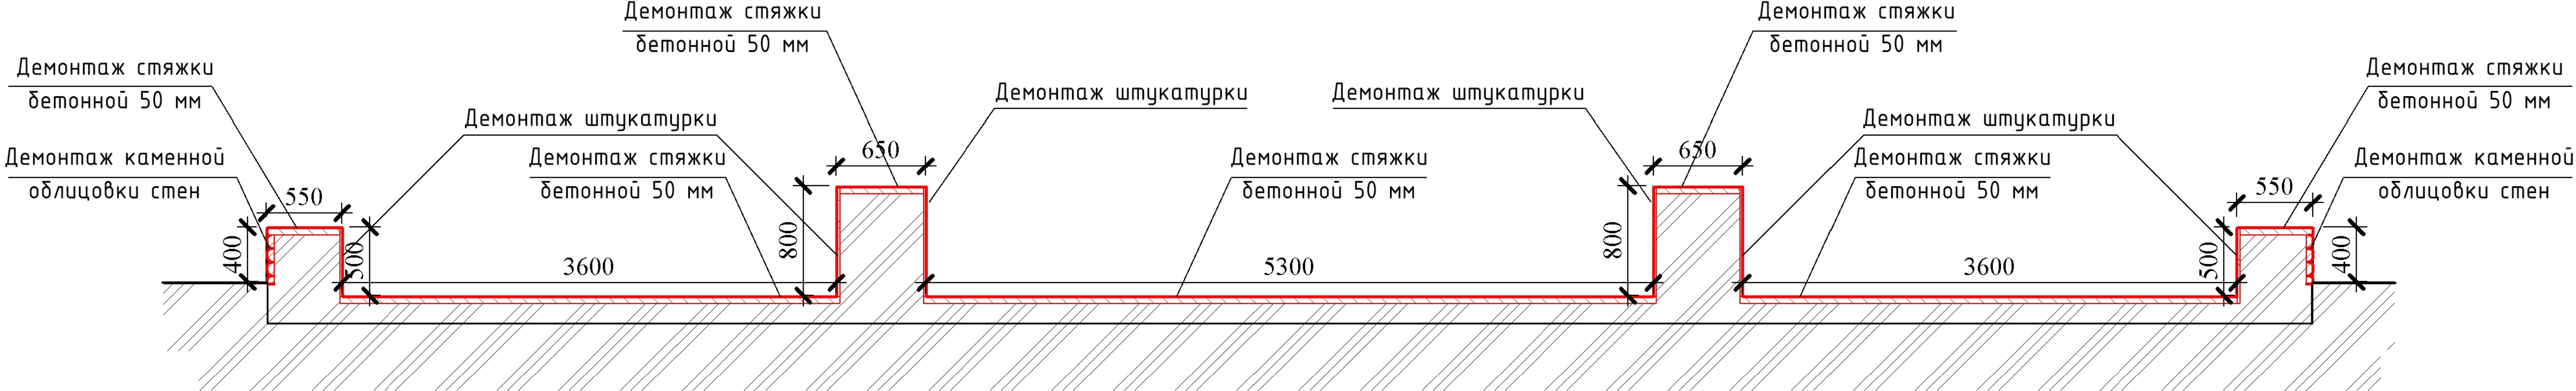 Демонтаж стяжки
бетонной 50 мм
Демонтаж стяжки
бетонной 50 мм
Демонтаж стяжки
бетонной 50 мм
Демонтаж стяжки
бетонной 50 мм
Демонтаж штукатурки
Демонтаж штукатурки
Демонтаж штукатурки
Демонтаж штукатурки
Демонтаж каменной
облицовки стен
Демонтаж стяжки
бетонной 50 мм
Демонтаж стяжки
бетонной 50 мм
Демонтаж стяжки
бетонной 50 мм
Демонтаж каменной
облицовки стен
550
650
650
550
400
500
800
800
500
400
3600
5300
3600